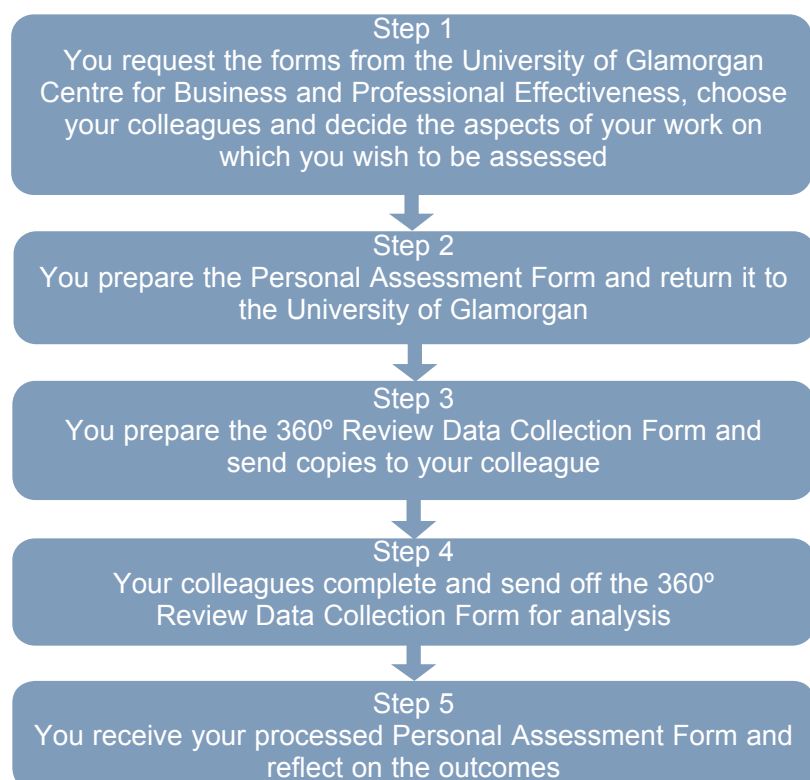 Step 1
You request the forms from the University of Glamorgan
Centre for Business and Professional Effectiveness, choose
your colleagues and decide the aspects of your work on
which you wish to be assessed
Step 2
You prepare the Personal Assessment Form and return it to
the University of Glamorgan
Step 3
You prepare the 360º Review Data Collection Form and
send copies to your colleague
Step 4
Your colleagues complete and send off the 360º
Review Data Collection Form for analysis
Step 5
You receive your processed Personal Assessment Form and
reflect on the outcomes